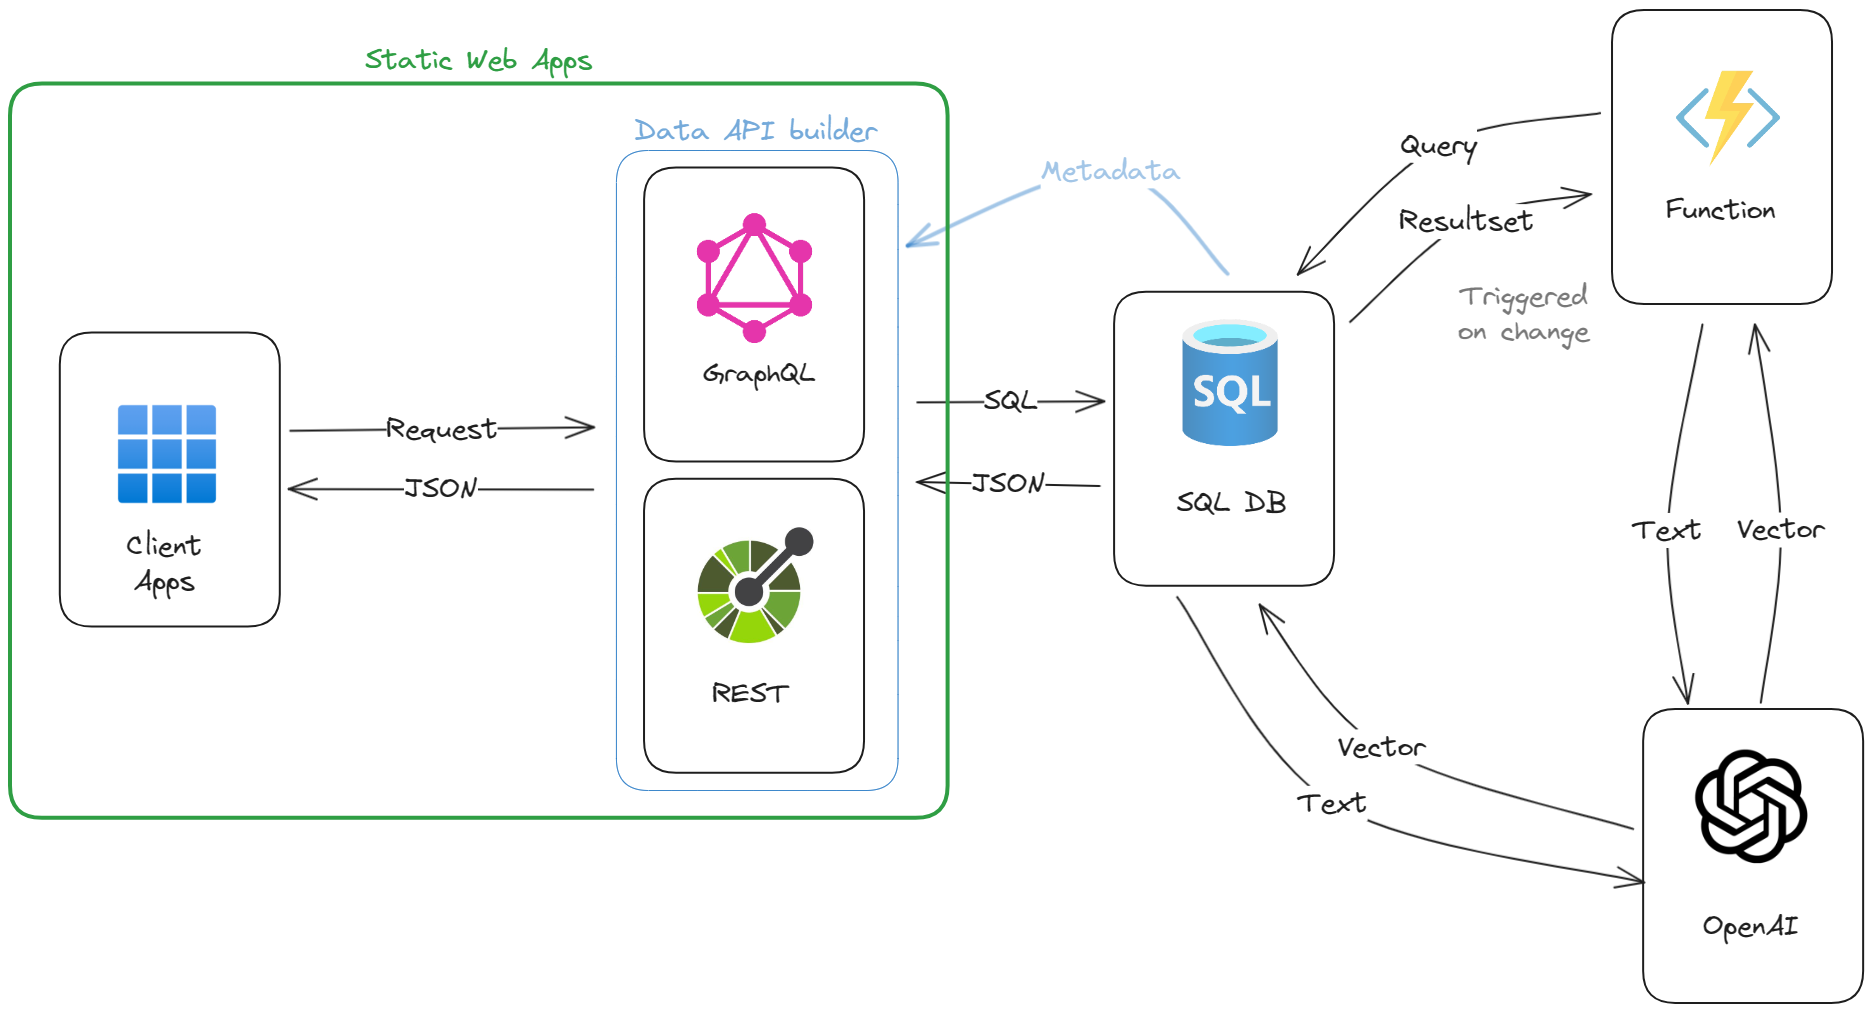 Static Web Apps
Data API builder
GraphQL
REST
Client
Apps
Request
JSON
Metadata
SQL
JSON
SQL
SQL DB
Query
Resultset
Triggered
on change
Function
Text
Vector
Vector
Text
OpenAI